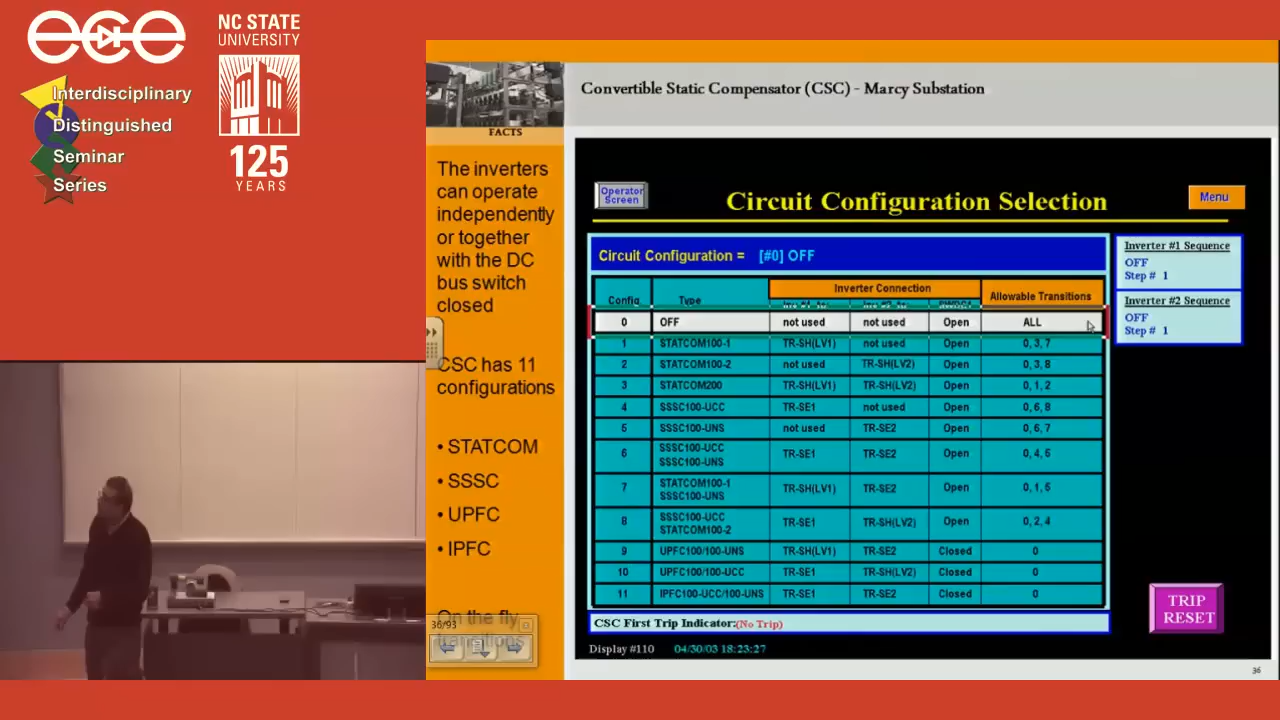 ece
NC STATE
UNIVERSITY
125
YEARS
Interdisciplinary
Distinguished
Seminar
Series
FACTS
Convertible Static Compensator (CSC) - Marcy Substation
The inverters
can operate
independently
or together
with the DC
bus switch
closed
CSC has 11
configurations
• STATCOM
• SSSC
• UPFC
• IPFC
On the fly
transitions
36/93
Operator
Screen
Circuit Configuration Selection
Menu
Circuit Configuration = [#0] OFF
Inverter Connection
Allowable Transitions
Config Type
0 OFF not used not used Open ALL
1 STATCOM100-1 TR-SH(LV1) not used Open 0, 3, 7
2 STATCOM100-2 not used TR-SH(LV2) Open 0, 3, 8
3 STATCOM200 TR-SH(LV1) TR-SH(LV2) Open 0, 1, 2
4 SSSC100-UCC TR-SE1 not used Open 0, 6, 8
5 SSSC100-UNS not used TR-SE2 Open 0, 6, 7
6 SSSC100-UCC TR-SE1 TR-SE2 Open 0, 4, 5
SSSC100-UNS
7 STATCOM100-1 TR-SH(LV1) TR-SE2 Open 0, 1, 5
SSSC100-UNS
8 SSSC100-UCC TR-SE1 TR-SH(LV2) Open 0, 2, 4
STATCOM100-2
9 UPFC100/100-UNS TR-SH(LV1) TR-SE2 Closed 0
10 UPFC100/100-UCC TR-SE1 TR-SH(LV2) Closed 0
11 IPFC100-UCC/100-UNS TR-SE1 TR-SE2 Closed 0
CSC First Trip Indicator:(No Trip)
Display #110 04/30/03 18:23:27
Inverter #1 Sequence
OFF
Step # 1
Inverter #2 Sequence
OFF
Step # 1
TRIP
RESET
36